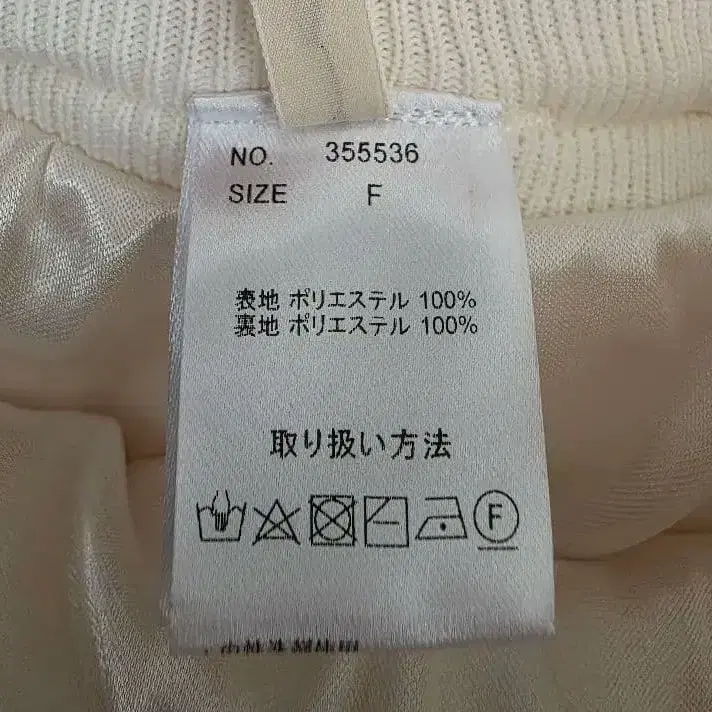 NO. 355536
SIZE F
表地 ポリエステル 100%
裏地 ポリエステル 100%
取り扱い方法
F